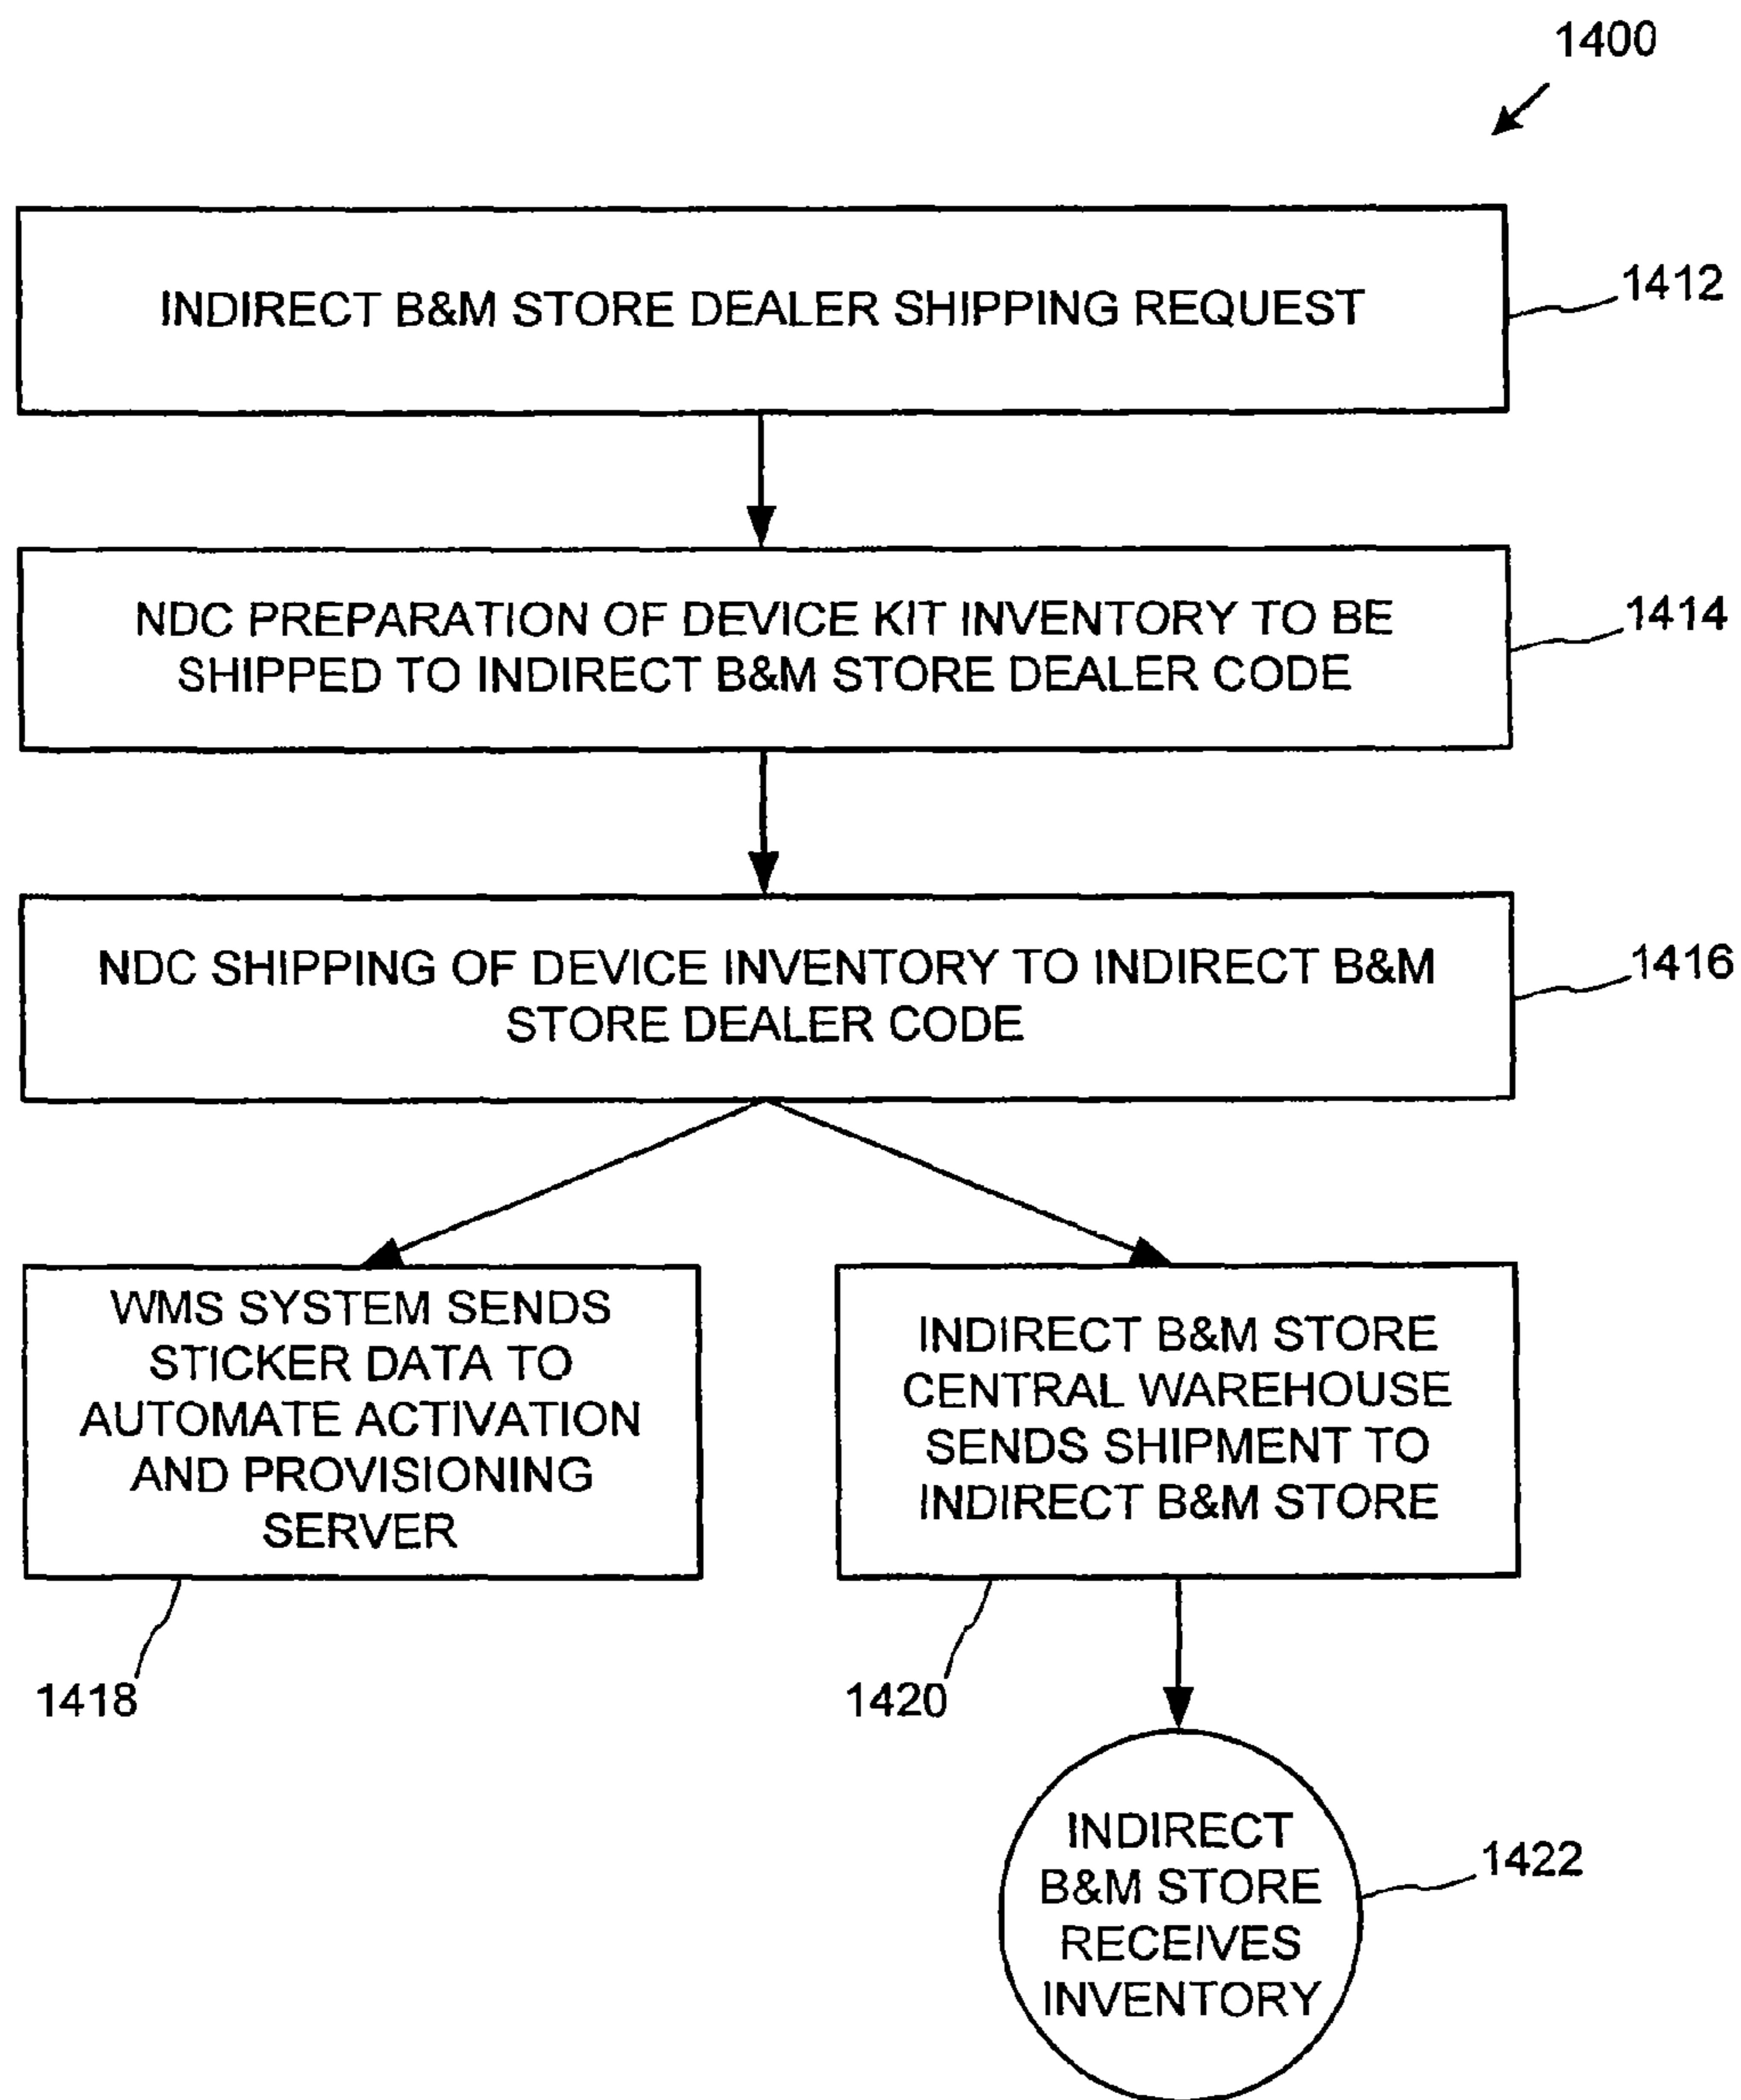 1400
INDIRECT B&M STORE DEALER SHIPPING REQUEST
1412
NDC PREPARATION OF DEVICE KIT INVENTORY TO BE
SHIPPED TO INDIRECT B&M STORE DEALER CODE
1414
NDC SHIPPING OF DEVICE INVENTORY TO INDIRECT B&M
STORE DEALER CODE
1416
WMS SYSTEM SENDS
STICKER DATA TO
AUTOMATE ACTIVATION
AND PROVISIONING
SERVER
1418
INDIRECT B&M STORE
CENTRAL WAREHOUSE
SENDS SHIPMENT TO
INDIRECT B&M STORE
1420
INDIRECT
B&M STORE
RECEIVES
INVENTORY
1422